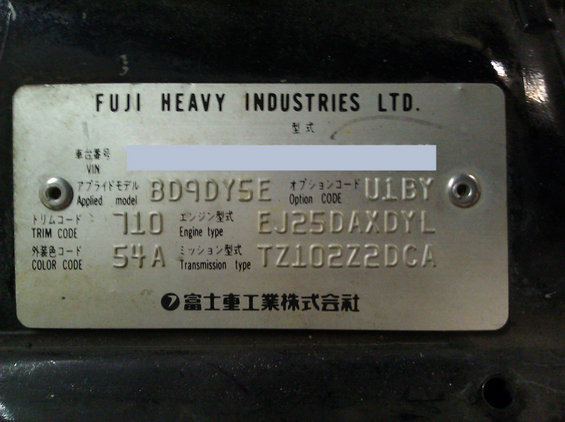 FUJI HEAVY INDUSTRIES LTD.
型式
車台番号
VIN
アプライドモデル BD9DY5E オプションコード U1BY
Applied model Option CODE
トリムコード 710 エンジン型式 EJ25DAXDYL
TRIM CODE Engine type
外装色コード 54A ミッション型式 TZ102Z2DCA
COLOR CODE Transmission type
富士重工業株式会社